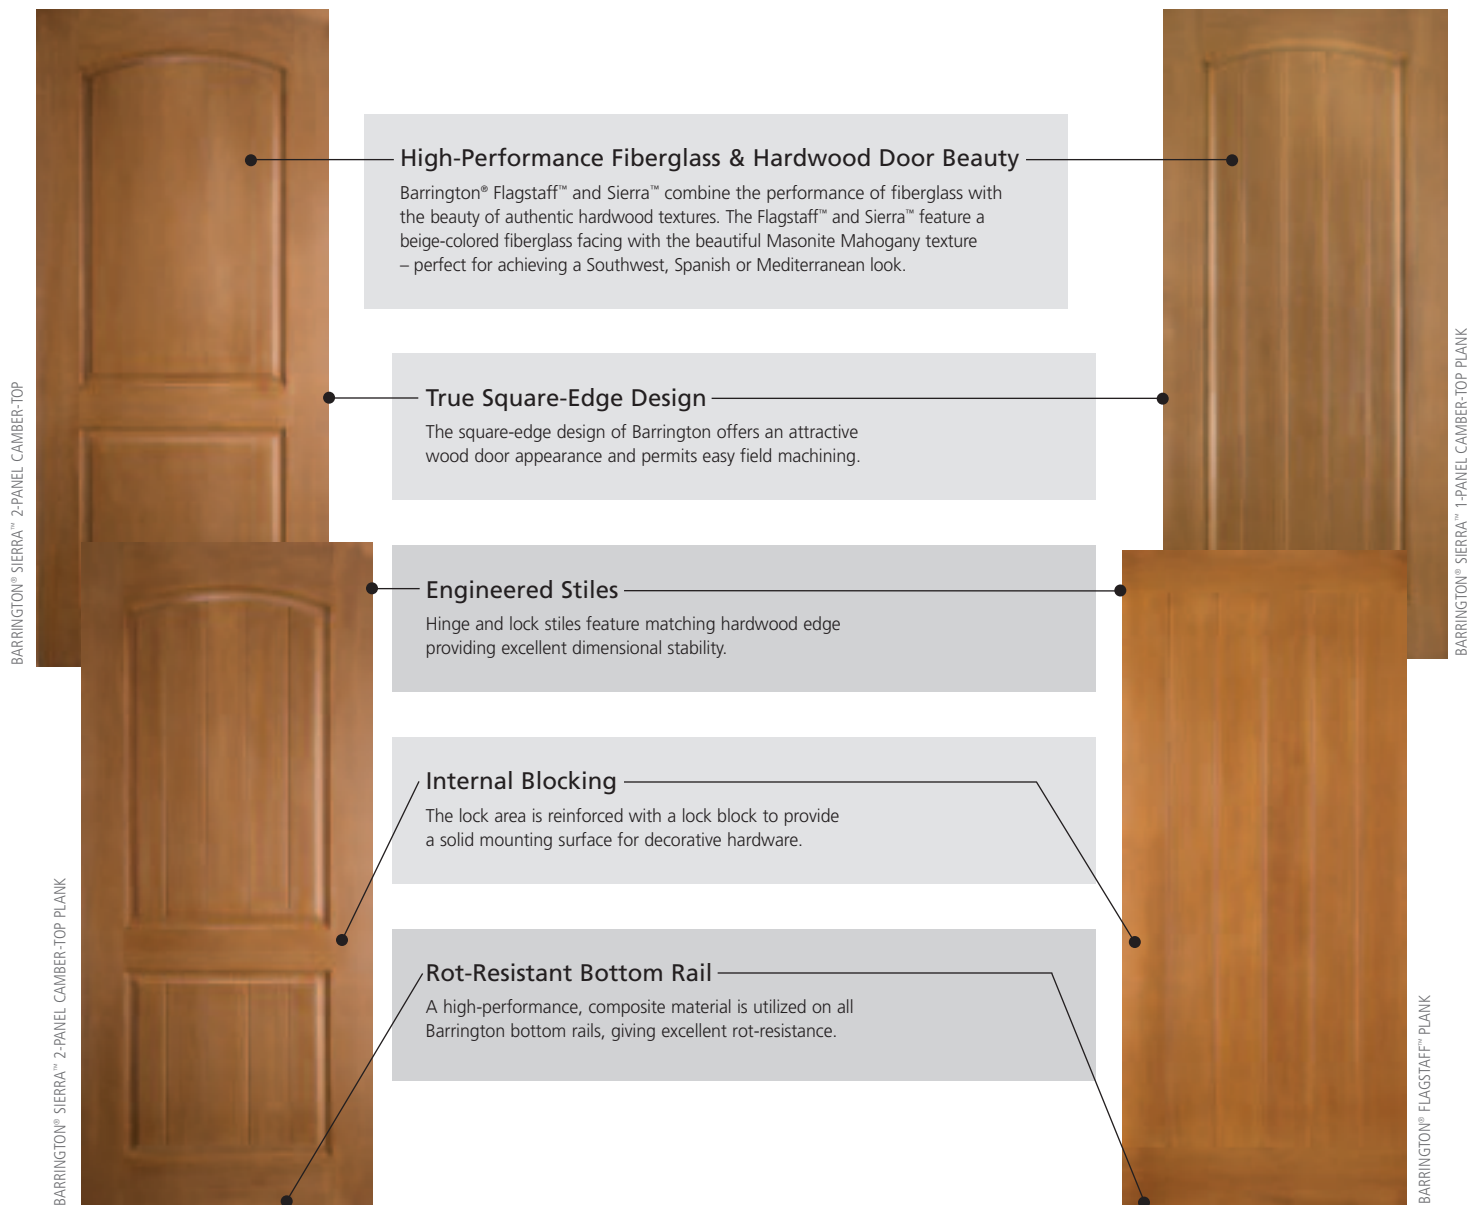 High-Performance Fiberglass & Hardwood Door Beauty
Barrington® Flagstaff™ and Sierra™ combine the performance of fiberglass with
the beauty of authentic hardwood textures. The Flagstaff™ and Sierra™ feature a
beige-colored fiberglass facing with the beautiful Masonite Mahogany texture
– perfect for achieving a Southwest, Spanish or Mediterranean look.
True Square-Edge Design
The square-edge design of Barrington offers an attractive
wood door appearance and permits easy field machining.
Engineered Stiles
Hinge and lock stiles feature matching hardwood edge
providing excellent dimensional stability.
Internal Blocking
The lock area is reinforced with a lock block to provide
a solid mounting surface for decorative hardware.
Rot-Resistant Bottom Rail
A high-performance, composite material is utilized on all
Barrington bottom rails, giving excellent rot-resistance.
BARRINGTON® SIERRA™ 2-PANEL CAMBER-TOP
BARRINGTON® SIERRA™ 2-PANEL CAMBER-TOP PLANK
BARRINGTON® SIERRA™ 1-PANEL CAMBER-TOP PLANK
BARRINGTON® FLAGSTAFF™ PLANK